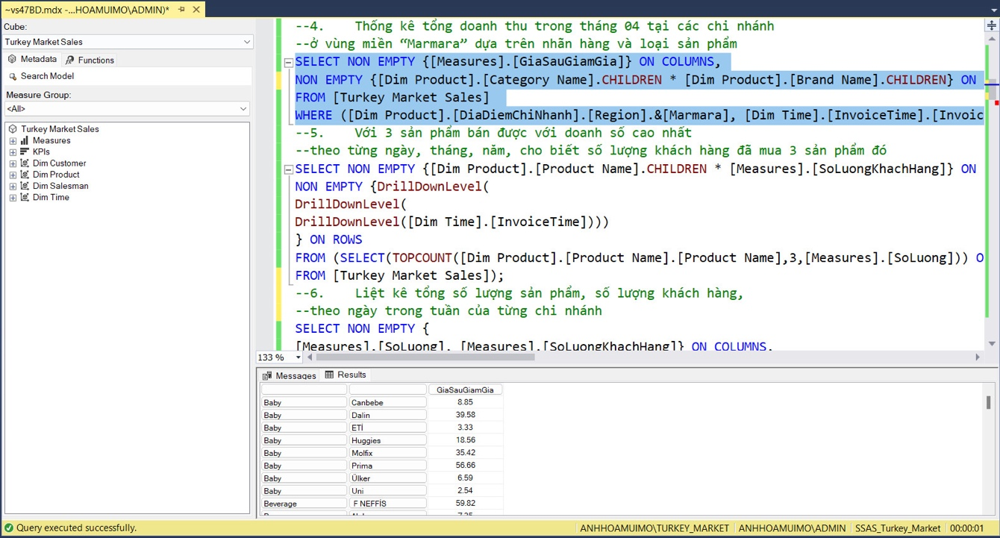 ~vs47BD.mdx -...HOAMUIMO\ADMIN)*
Cube:
Turkey Market Sales
Metadata Functions
Search Model
Measure Group:
<All>
Turkey Market Sales
Measures
KPIs
Dim Customer
Dim Product
Dim Salesman
Dim Time
--4. Thống kê tổng doanh thu trong tháng 04 tại các chi nhánh
--ở vùng miền “Marmara” dựa trên nhãn hàng và loại sản phẩm
SELECT NON EMPTY {[Measures].[GiaSauGiamGia]} ON COLUMNS,
NON EMPTY {[Dim Product].[Category Name].CHILDREN * [Dim Product].[Brand Name].CHILDREN} ON
FROM [Turkey Market Sales]
WHERE ([Dim Product].[DiaDiemChiNhanh].[Region].&[Marmara], [Dim Time].[InvoiceTime].[Invoic
--5. Với 3 sản phẩm bán được với doanh số cao nhất
--theo từng ngày, tháng, năm, cho biết số lượng khách hàng đã mua 3 sản phẩm đó
SELECT NON EMPTY {[Dim Product].[Product Name].CHILDREN * [Measures].[SoLuongKhachHang]} ON
NON EMPTY {DrillDownLevel(
DrillDownLevel(
DrillDownLevel([Dim Time].[InvoiceTime])))
} ON ROWS
FROM (SELECT(TOPCOUNT([Dim Product].[Product Name].[Product Name],3,[Measures].[SoLuong])) O
FROM [Turkey Market Sales]);
--6. Liệt kê tổng số lượng sản phẩm, số lượng khách hàng,
--theo ngày trong tuần của từng chi nhánh
SELECT NON EMPTY {
[Measures].[SoLuong], [Measures].[SoLuongKhachHang]} ON COLUMNS,
133 %
Messages Results
GiaSauGiamGia
Baby Canbebe 8.85
Baby Dalin 39.58
Baby ETİ 3.33
Baby Huggies 18.56
Baby Molfix 35.42
Baby Prima 56.66
Baby Ülker 6.59
Baby Uni 2.54
Beverage F NEFFİS 59.82
Query executed successfully. ANHHOAMUIMO\TURKEY_MARKET ANHHOAMUIMO\ADMIN SSAS_Turkey_Market 00:00:01